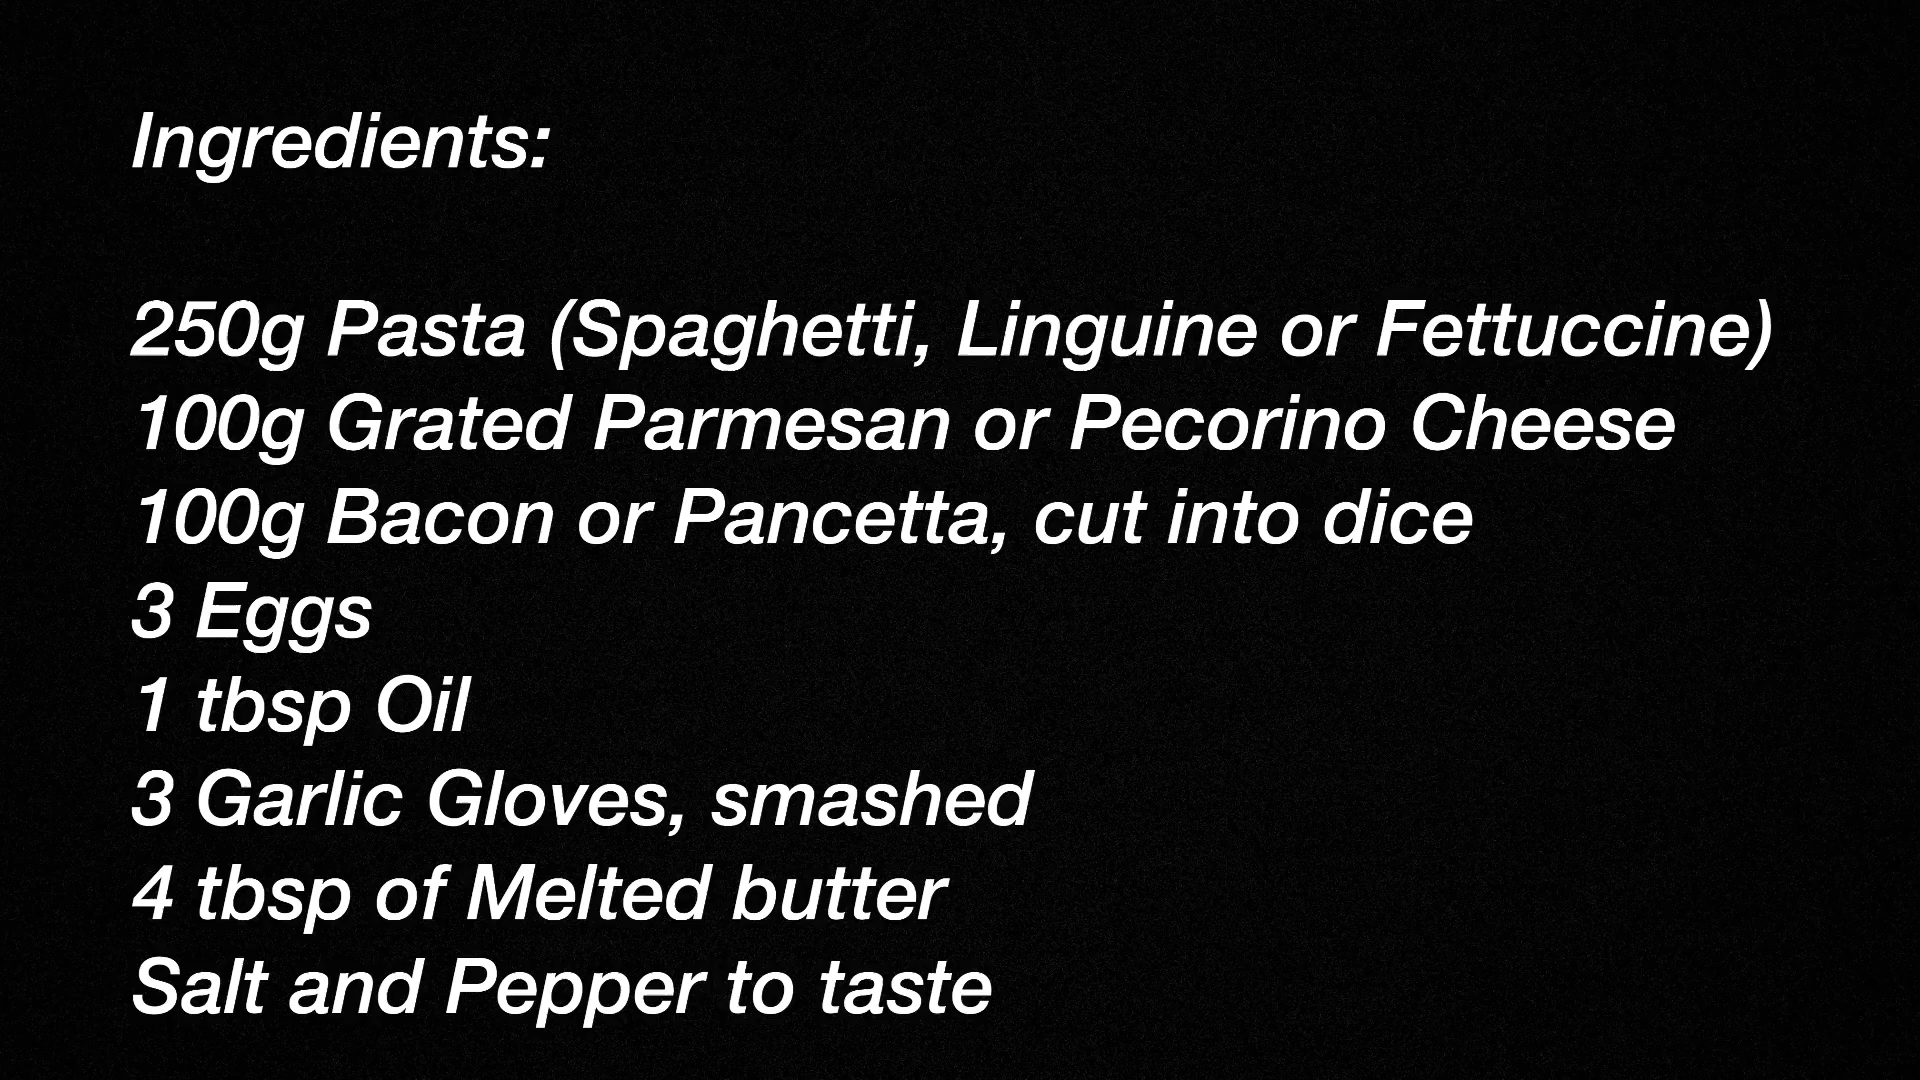 Ingredients:
250g Pasta (Spaghetti, Linguine or Fettuccine)
100g Grated Parmesan or Pecorino Cheese
100g Bacon or Pancetta, cut into dice
3 Eggs
1 tbsp Oil
3 Garlic Gloves, smashed
4 tbsp of Melted butter
Salt and Pepper to taste